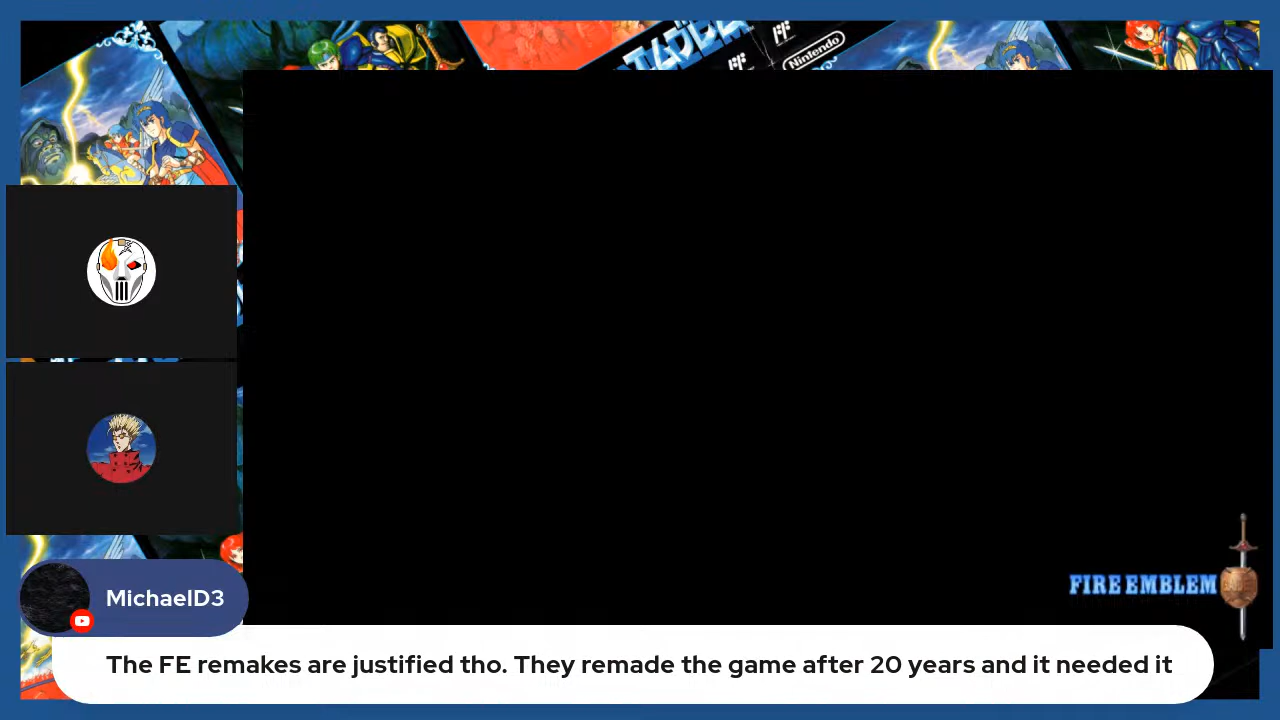 Nintendo
FIRE EMBLEM
MichaelD3
The FE remakes are justified tho. They remade the game after 20 years and it needed it